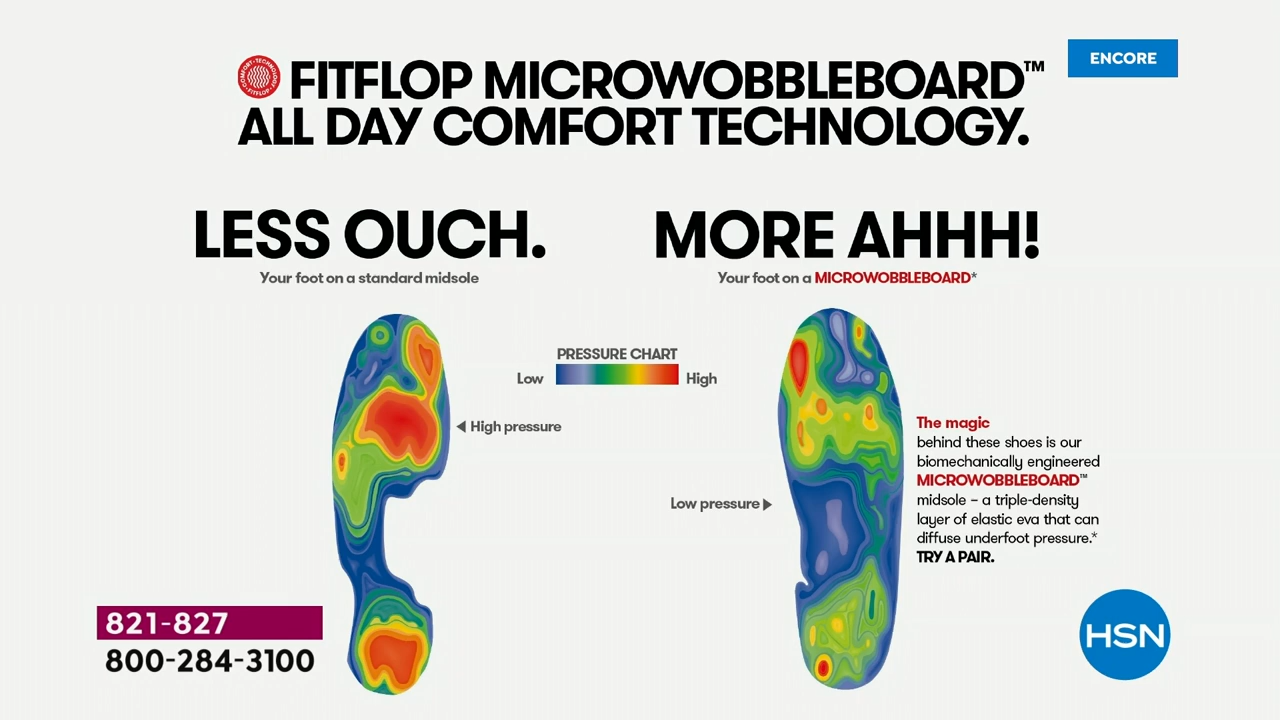 ENCORE
FITFLOP MICROWOBBLEBOARD™
ALL DAY COMFORT TECHNOLOGY.
LESS OUCH.
Your foot on a standard midsole
MORE AHHH!
Your foot on a MICROWOBBLEBOARD*
PRESSURE CHART
Low
High
High pressure
Low pressure
The magic
behind these shoes is our
biomechanically engineered
MICROWOBBLEBOARD™
midsole – a triple-density
layer of elastic eva that can
diffuse underfoot pressure.*
TRY A PAIR.
821-827
800-284-3100
HSN